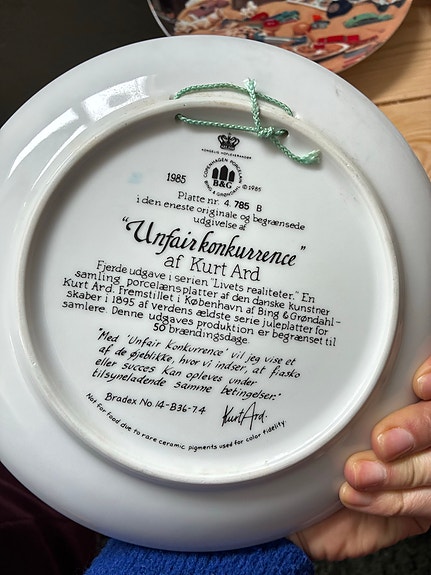 KONGELIG HOFLEVERANDØR
COPENHAGEN PORCELAIN
B&G
BING & GRØNDAHL
© 1985
1985
Platte nr. 4. 785 B
i den eneste originale og begrænsede
udgivelse af
"Unfair konkurrence"
af Kurt Ard
Fjerde udgave i serien "Livets realiteter." En
samling porcelænsplatter af den danske kunstner
Kurt Ard. Fremstillet i København af Bing & Grøndahl-
skaber i 1895 af verdens ældste serie juleplatter for
samlere. Denne udgaves produktion er begrænset til
50 brændingsdage.
"Med 'Unfair Konkurrence' vil jeg vise et
af de øjeblikke, hvor vi indser, at fiasko
eller succes kan opleves under
tilsyneladende samme betingelser."
Bradex No. 14-B36-7.4
Kurt Ard.
Not for food due to rare ceramic pigments used for color fidelity.